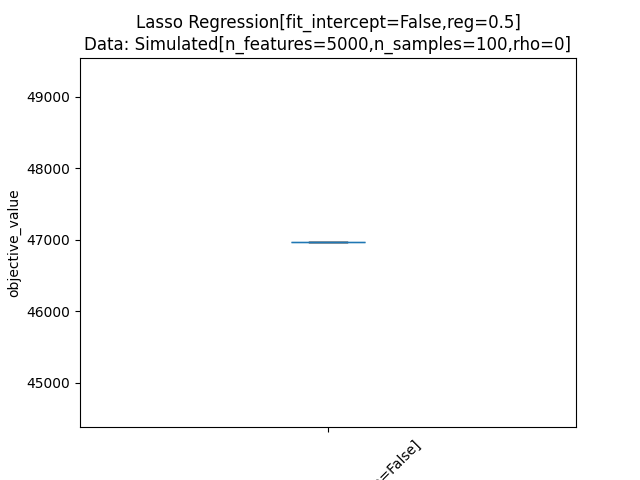 Lasso Regression[fit_intercept=False,reg=0.5]
Data: Simulated[n_features=5000,n_samples=100,rho=0]
objective_value
49000
48000
47000
46000
45000
=False]